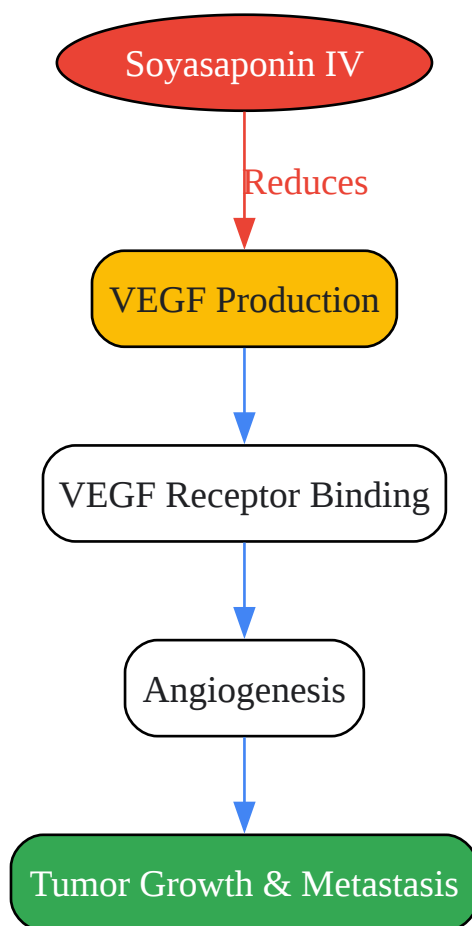 Soyasaponin IV
Reduces
VEGF Production
VEGF Receptor Binding
Angiogenesis
Tumor Growth & Metastasis